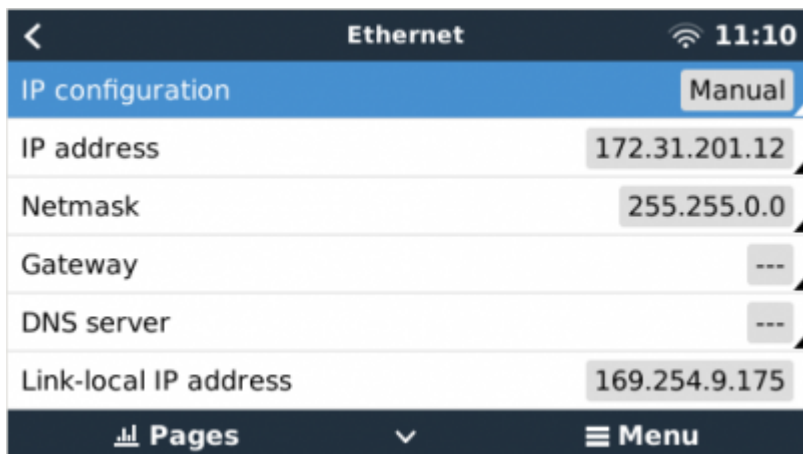 Ethernet 11:10
IP configuration Manual
IP address 172.31.201.12
Netmask 255.255.0.0
Gateway ---
DNS server ---
Link-local IP address 169.254.9.175
Pages Menu